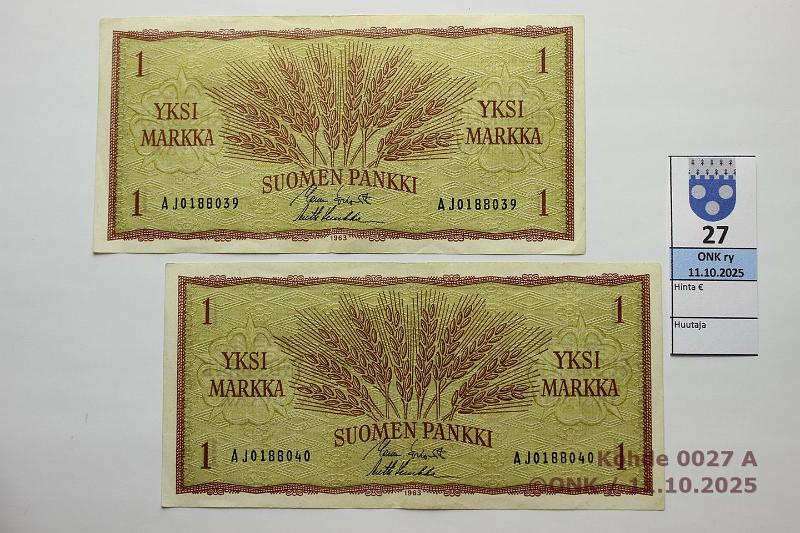 1 1
YKSI MARKKA
YKSI MARKKA
SUOMEN PANKKI
1 AJ0188039 AJ0188039 1
1963
1 1
YKSI MARKKA
YKSI MARKKA
SUOMEN PANKKI
1 AJ0188040 AJ0188040 1
1963
27
ONK ry
11.10.2025
Hinta €
Huutaja
Kohde 0027 A
©ONK / 11.10.2025